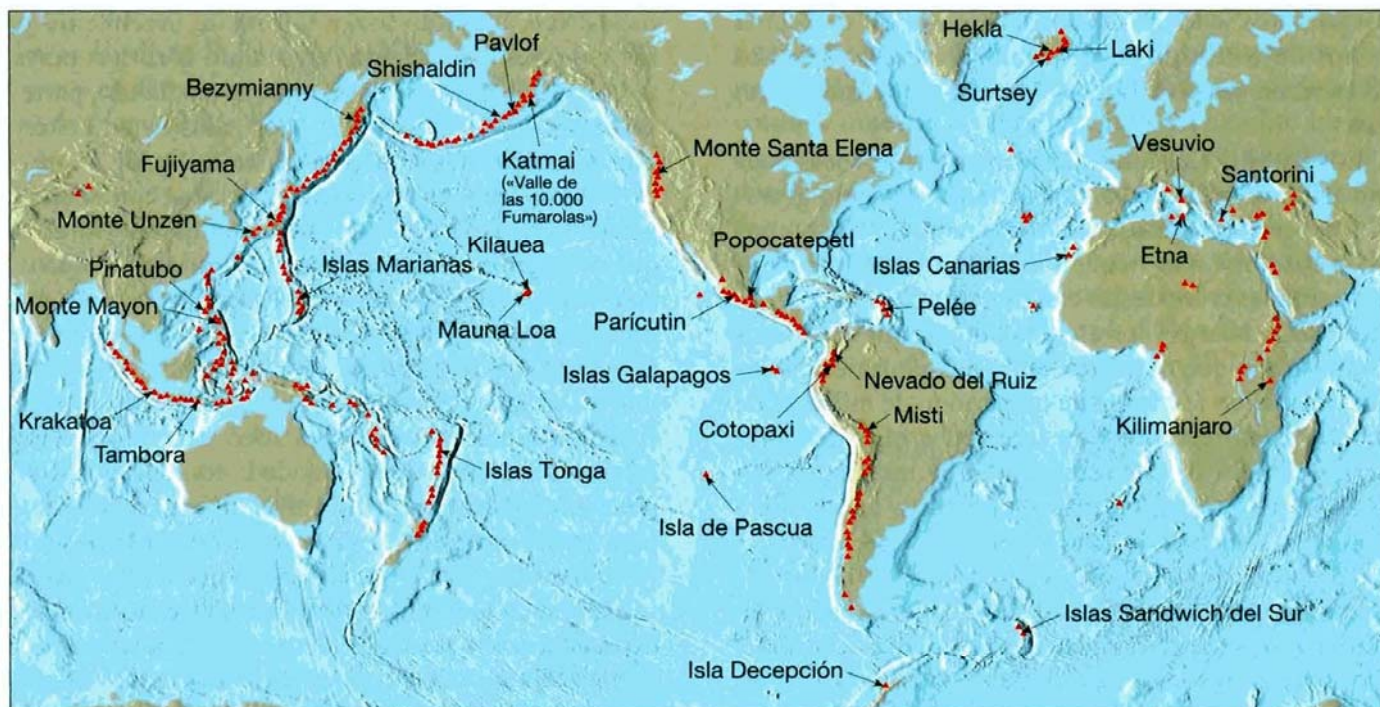 Pavlof
Shishaldin
Bezymianny
Fujiyama
Monte Unzen
Pinatubo
Monte Mayon
Krakatoa
Tambora
Islas Marianas
Kilauea
Mauna Loa
Katmai
(«Valle de
las 10.000
Fumarolas»)
Islas Tonga
Monte Santa Elena
Popocatepetl
Parícutin
Islas Galapagos
Cotopaxi
Isla de Pascua
Isla Decepción
Pelée
Nevado del Ruiz
Misti
Islas Sandwich del Sur
Hekla
Laki
Surtsey
Islas Canarias
Vesuvio
Santorini
Etna
Kilimanjaro